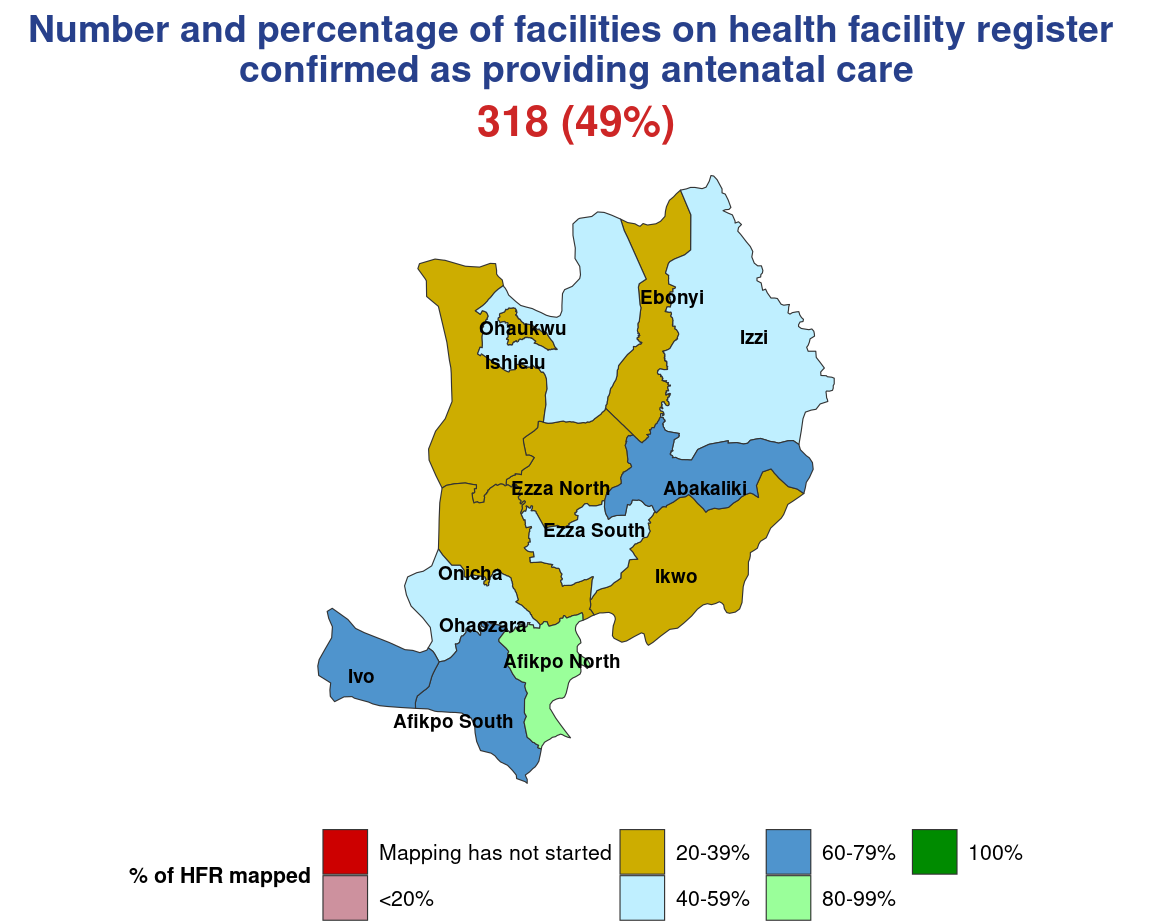 Number and percentage of facilities on health facility register
confirmed as providing antenatal care
318 (49%)
Ebonyi
Ohaukwu
Izzi
Ishielu
Ezza North
Abakaliki
Ezza South
Onicha
Ikwo
Ohaozara
Afikpo North
Ivo
Afikpo South
% of HFR mapped
Mapping has not started
20-39%
60-79%
100%
<20%
40-59%
80-99%